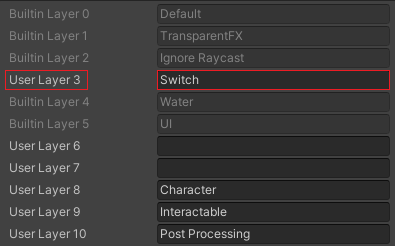 Builtin Layer 0 Default
Builtin Layer 1 TransparentFX
Builtin Layer 2 Ignore Raycast
User Layer 3 Switch
Builtin Layer 4 Water
Builtin Layer 5 UI
User Layer 6
User Layer 7
User Layer 8 Character
User Layer 9 Interactable
User Layer 10 Post Processing